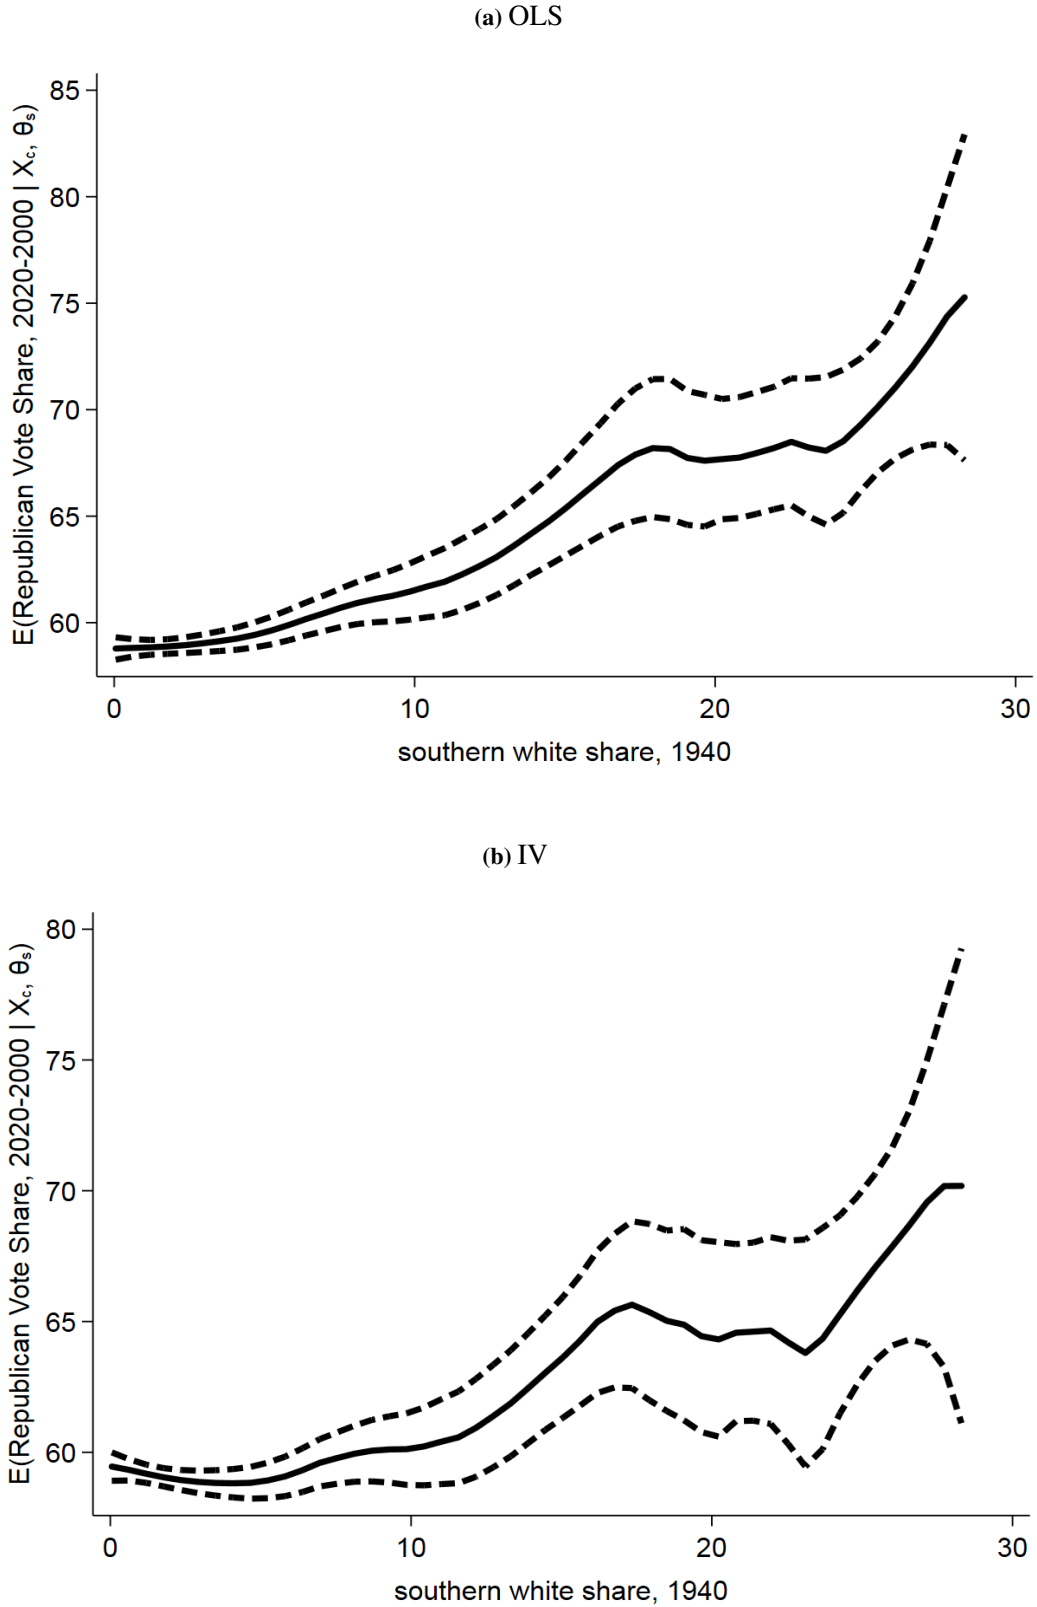 (a) OLS
E(Republican Vote Share, 2020-2000 | X꜀, θₛ)
85
80
75
70
65
60
0 10 20 30
southern white share, 1940
(b) IV
E(Republican Vote Share, 2020-2000 | X꜀, θₛ)
80
75
70
65
60
0 10 20 30
southern white share, 1940